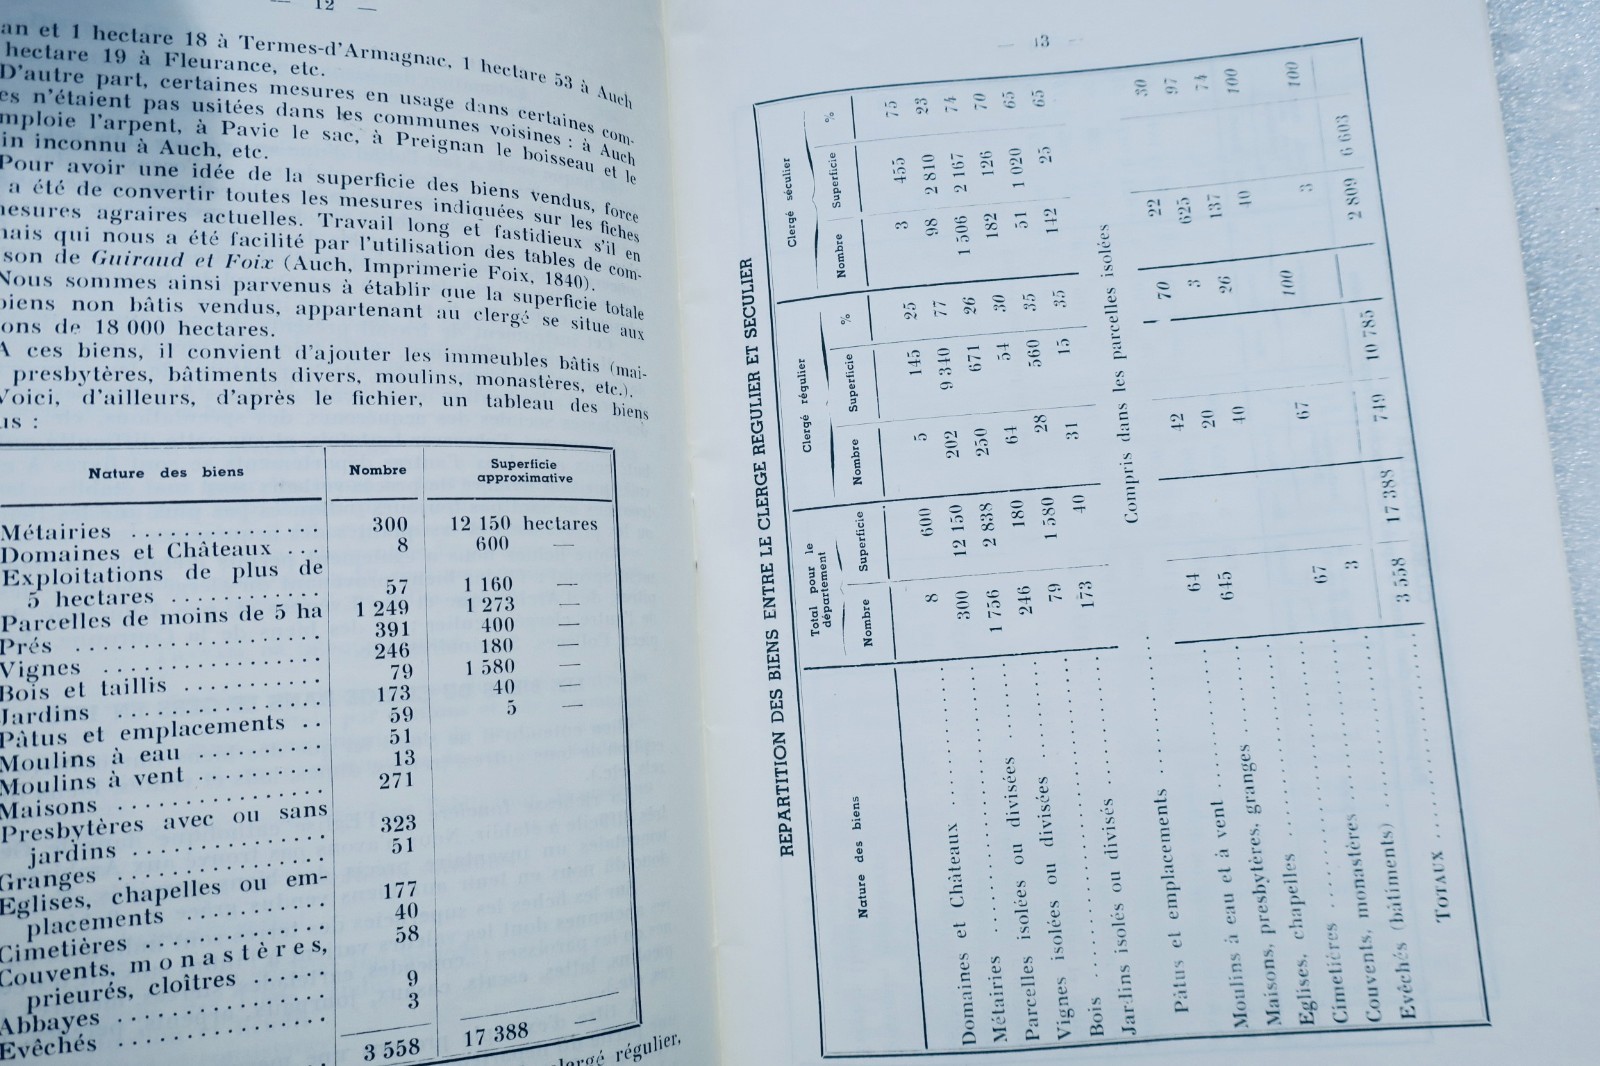 — 12 —
an et 1 hectare 18 à Termes-d'Armagnac, 1 hectare 53 à Auch
hectare 19 à Fleurance, etc.
D'autre part, certaines mesures en usage dans certaines com-
es n'étaient pas usitées dans les communes voisines : à Auch
mploie l'arpent, à Pavie le sac, à Preignan le boisseau et le
in inconnu à Auch, etc.
Pour avoir une idée de la superficie des biens vendus, force
a été de convertir toutes les mesures indiquées sur les fiches
mesures agraires actuelles. Travail long et fastidieux s'il en
mais qui nous a été facilité par l'utilisation des tables de com-
son de Guiraud et Foix (Auch, Imprimerie Foix, 1840).
Nous sommes ainsi parvenus à établir que la superficie totale
biens non bâtis vendus, appartenant au clergé se situe aux
ons de 18 000 hectares.
A ces biens, il convient d'ajouter les immeubles bâtis (mai-
presbytères, bâtiments divers, moulins, monastères, etc.).
Voici, d'ailleurs, d'après le fichier, un tableau des biens
us :
Nature des biens Nombre Superficie approximative
Métairies 300 12 150 hectares
Domaines et Châteaux 8 600 —
Exploitations de plus de
5 hectares 57 1 160 —
Parcelles de moins de 5 ha 1 249 1 273 —
Prés 391 400 —
Vignes 246 180 —
Bois et taillis 79 1 580 —
Jardins 173 40 —
Pâtus et emplacements 59 5 —
Moulins à eau 51
Moulins à vent 13
Maisons 271
Presbytères avec ou sans
jardins 323
Granges 51
Eglises, chapelles ou em-
placements 177
Cimetières 40
Couvents, monastères,
prieurés, cloîtres 58
Abbayes 9
Evêchés 3
3 558 17 388 —
clergé régulier,
— 13 —
REPARTITION DES BIENS ENTRE LE CLERGE REGULIER ET SECULIER
Nature des biens Total pour le département Clergé régulier Clergé séculier
Nombre Superficie Nombre Superficie % Nombre Superficie %
Domaines et Châteaux 8 600 5 145 25 3 455 75
Métairies 300 12 150 202 9 340 77 98 2 810 23
Parcelles isolées ou divisées 1 756 2 838 250 671 26 1 506 2 167 74
Vignes isolées ou divisées 246 180 64 54 30 182 126 70
Bois 79 1 580 28 560 35 51 1 020 65
Jardins isolés ou divisés 173 40 31 15 35 142 25 65
Compris dans les parcelles isolées
Pâtus et emplacements
Moulins à eau et à vent 64 42 70 22 30
Maisons, presbytères, granges 645 20 3 625 97
Eglises, chapelles 40 26 137 74
Cimetières 40 100
Couvents, monastères 67 67 100
Evêchés (bâtiments) 3 3 100
TOTAUX 3 558 17 388 749 10 785 2 809 6 603